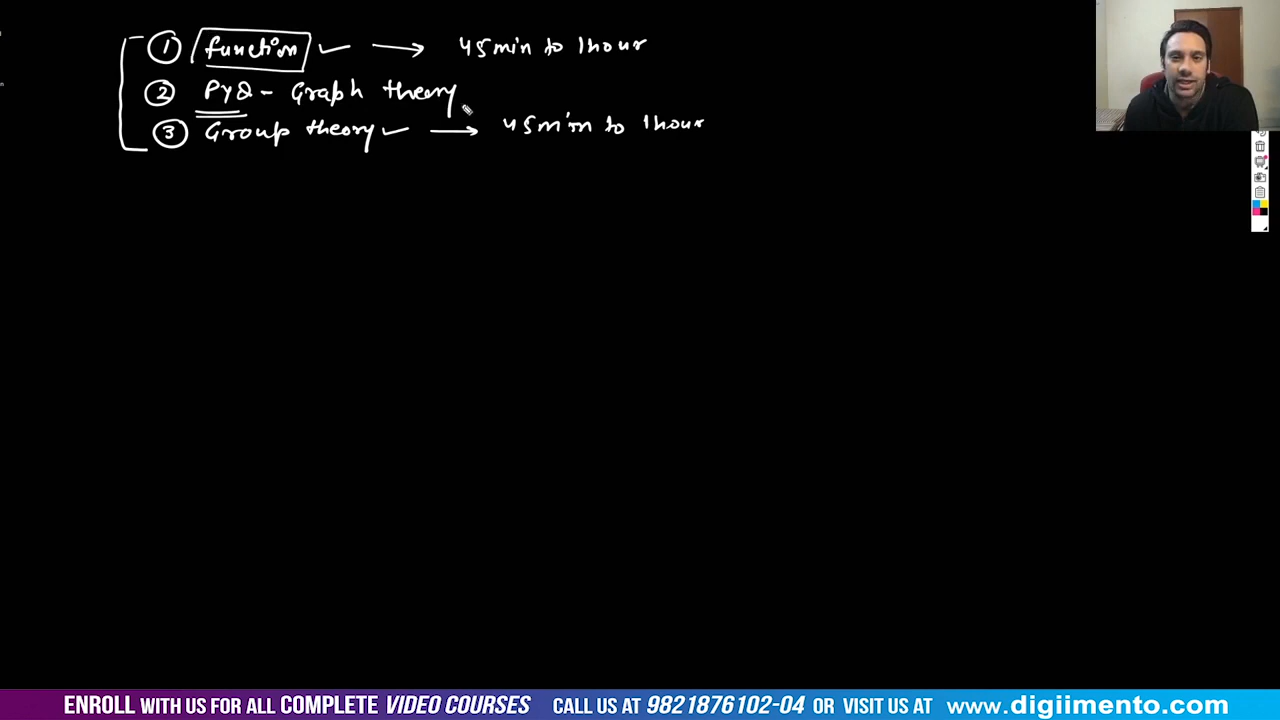 ① function ✓ → 45min to 1hour
② PYQ - Graph theory
③ Group theory ✓ → 45min to 1hour
ENROLL WITH US FOR ALL COMPLETE VIDEO COURSES CALL US AT 9821876102-04 OR VISIT US AT www.digiimento.com